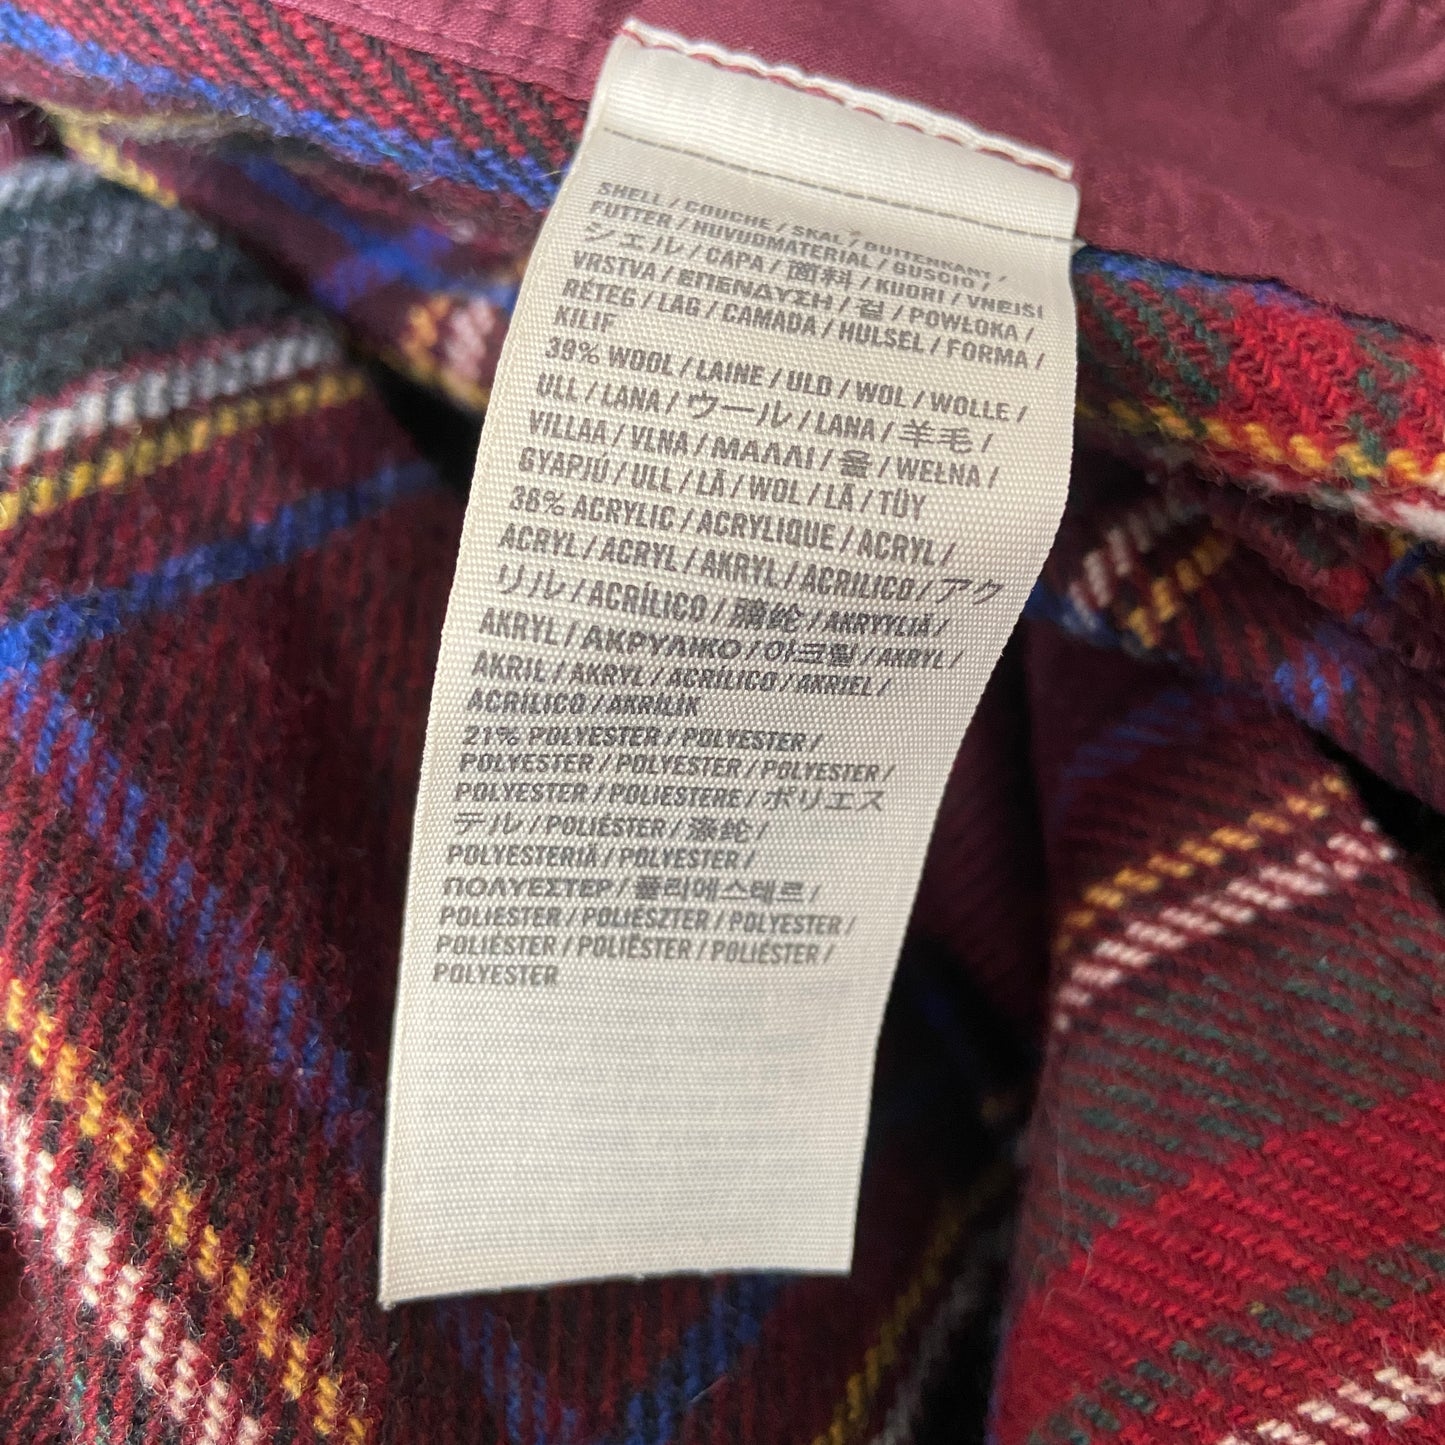 SHELL / COUCHE / SKAL / BUITENKANT /
FUTTER / HUVUDMATERIAL / GUSCIO /
シェル / CAPA / 面料 / KUORI / VNEJŠÍ
VRSTVA / ΕΠΕΝΔΥΣΗ / 겉 / POWŁOKA /
RÉTEG / LAG / CAMADA / HULSEL / FORMA /
KILIF
39% WOOL / LAINE / ULD / WOL / WOLLE /
ULL / LANA / ウール / LANA / 羊毛 /
VILLAA / VLNA / ΜΑΛΛΙ / 울 / WEŁNA /
GYAPJÚ / ULL / LÃ / WOL / LÃ / TÜY
36% ACRYLIC / ACRYLIQUE / ACRYL /
ACRYL / ACRYL / AKRYL / ACRILICO / アク
リル / ACRÍLICO / 腈纶 / AKRYYLIÄ /
AKRYL / ΑΚΡΥΛΙΚΟ / 아크릴 / AKRYL /
AKRIL / AKRYL / ACRÍLICO / AKRIEL /
ACRÍLICO / AKRİLİK
21% POLYESTER / POLYESTER /
POLYESTER / POLYESTER / POLYESTER /
POLYESTER / POLIESTERE / ポリエス
テル / POLIÉSTER / 涤纶 /
POLYESTERIÄ / POLYESTER /
ΠΟΛΥΕΣΤΕΡ / 폴리에스테르 /
POLIESTER / POLIÉSZTER / POLYESTER /
POLIÉSTER / POLIËSTER / POLIÉSTER /
POLYESTER